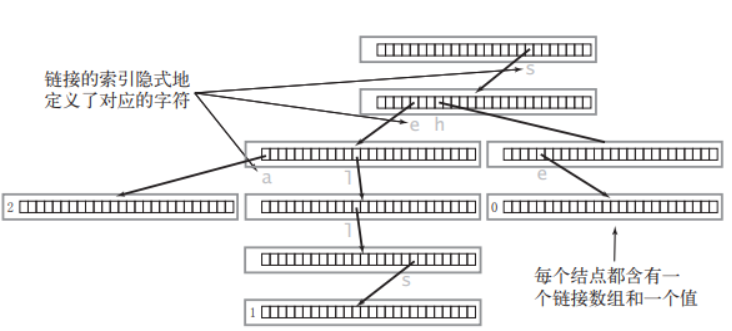 s
链接的索引隐式地
定义了对应的字符
e h
a l e
2 0
l
每个结点都含有一
个链接数组和一个值
s
1